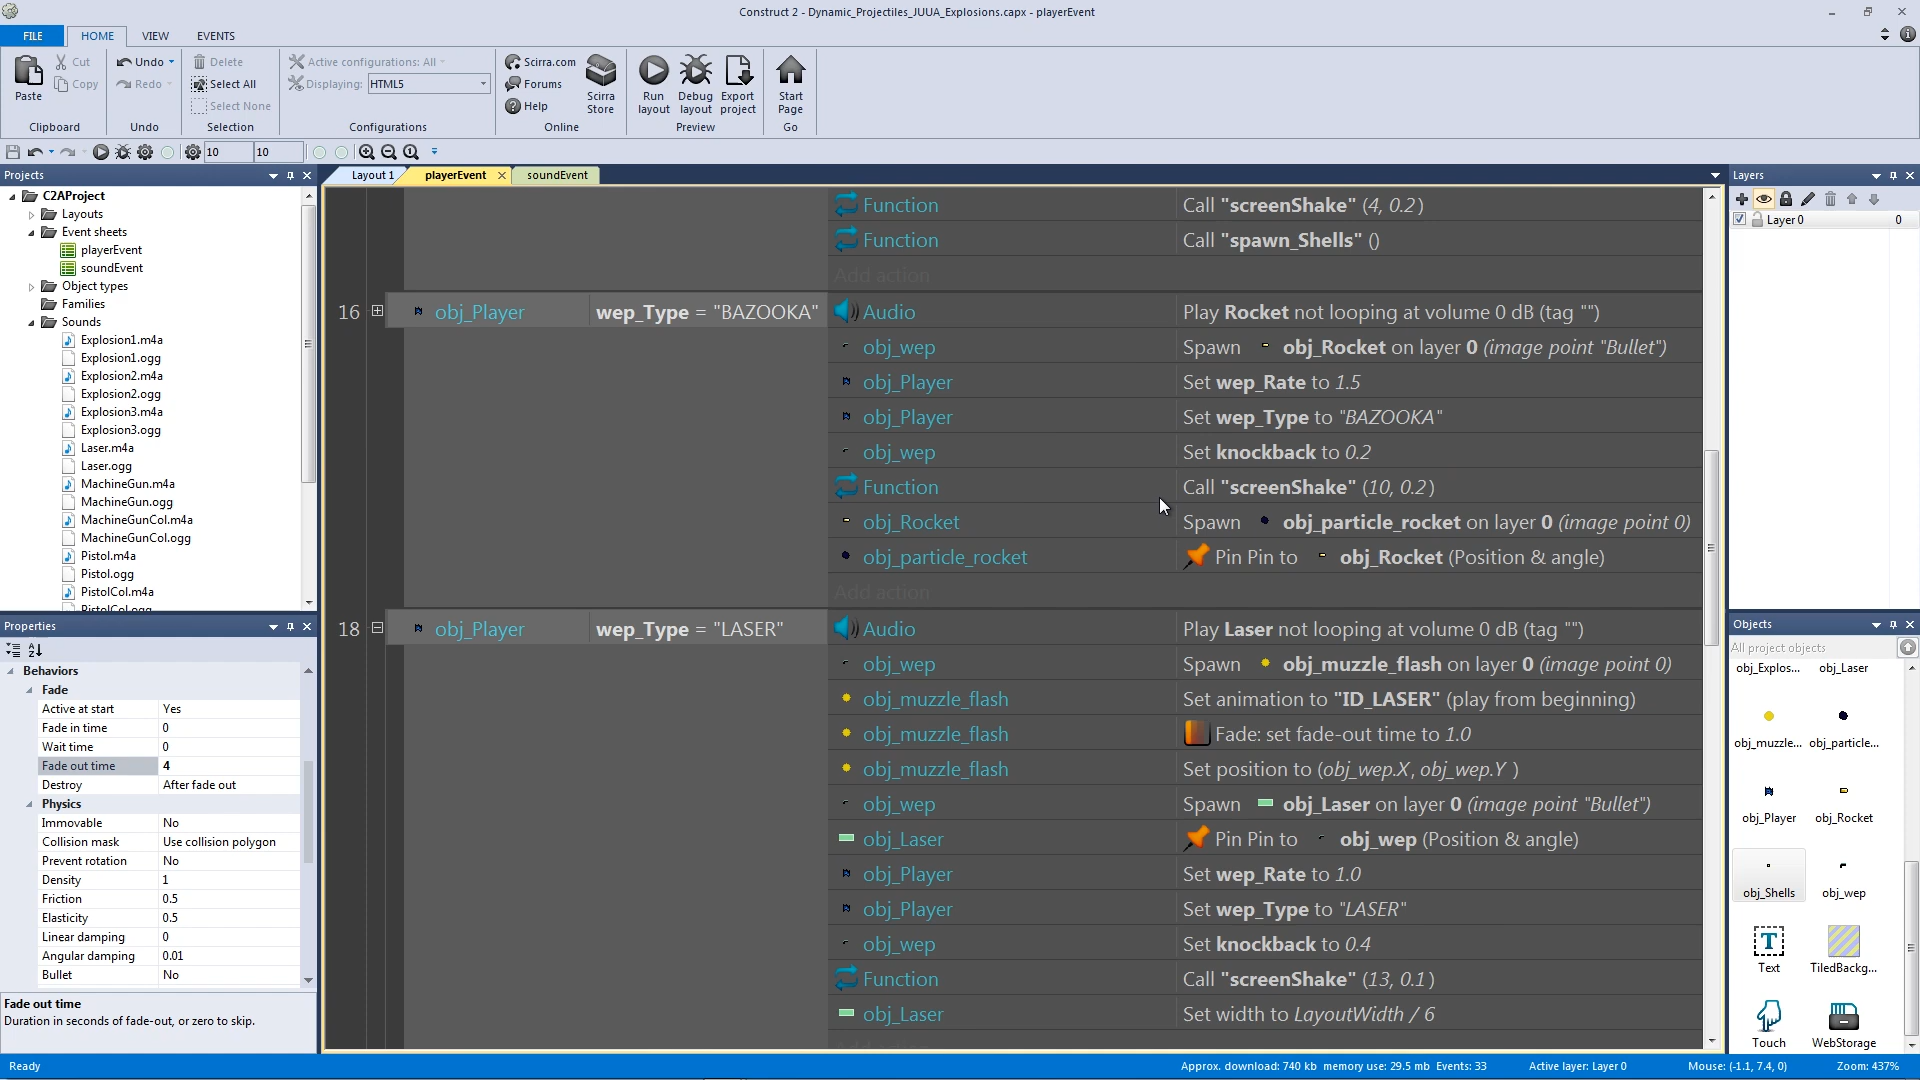 Construct 2 - Dynamic_Projectiles_JUUA_Explosions.capx - playerEvent
FILE HOME VIEW EVENTS
Paste
Cut
Copy
Clipboard
Undo
Redo
Undo
Delete
Select All
Select None
Selection
Active configurations: All
Displaying: HTML5
Configurations
Scirra.com
Forums
Help
Scirra Store
Online
Run layout
Debug layout
Export project
Preview
Start Page
Go
10 10
Projects
C2AProject
Layouts
Event sheets
playerEvent
soundEvent
Object types
Families
Sounds
Explosion1.m4a
Explosion1.ogg
Explosion2.m4a
Explosion2.ogg
Explosion3.m4a
Explosion3.ogg
Laser.m4a
Laser.ogg
MachineGun.m4a
MachineGun.ogg
MachineGunCol.m4a
MachineGunCol.ogg
Pistol.m4a
Pistol.ogg
PistolCol.m4a
PistolCol.ogg
Properties
Behaviors
Fade
Active at start Yes
Fade in time 0
Wait time 0
Fade out time 4
Destroy After fade out
Physics
Immovable No
Collision mask Use collision polygon
Prevent rotation No
Density 1
Friction 0.5
Elasticity 0.5
Linear damping 0
Angular damping 0.01
Bullet No
Fade out time
Duration in seconds of fade-out, or zero to skip.
Layout 1 playerEvent soundEvent
Function Call "screenShake" (4, 0.2)
Function Call "spawn_Shells" ()
Add action
16 obj_Player wep_Type = "BAZOOKA" Audio Play Rocket not looping at volume 0 dB (tag "")
obj_wep Spawn obj_Rocket on layer 0 (image point "Bullet")
obj_Player Set wep_Rate to 1.5
obj_Player Set wep_Type to "BAZOOKA"
obj_wep Set knockback to 0.2
Function Call "screenShake" (10, 0.2)
obj_Rocket Spawn obj_particle_rocket on layer 0 (image point 0)
obj_particle_rocket Pin Pin to obj_Rocket (Position & angle)
Add action
18 obj_Player wep_Type = "LASER" Audio Play Laser not looping at volume 0 dB (tag "")
obj_wep Spawn obj_muzzle_flash on layer 0 (image point 0)
obj_muzzle_flash Set animation to "ID_LASER" (play from beginning)
obj_muzzle_flash Fade: set fade-out time to 1.0
obj_muzzle_flash Set position to (obj_wep.X, obj_wep.Y )
obj_wep Spawn obj_Laser on layer 0 (image point "Bullet")
obj_Laser Pin Pin to obj_wep (Position & angle)
obj_Player Set wep_Rate to 1.0
obj_Player Set wep_Type to "LASER"
obj_wep Set knockback to 0.4
Function Call "screenShake" (13, 0.1)
obj_Laser Set width to LayoutWidth / 6
Layers
Layer 0 0
Objects
All project objects
obj_Explos... obj_Laser
obj_muzzle... obj_particle...
obj_Player obj_Rocket
obj_Shells obj_wep
Text TiledBackg...
Touch WebStorage
Ready Approx. download: 740 kb memory use: 29.5 mb Events: 33 Active layer: Layer 0 Mouse: (-1.1, 7.4, 0) Zoom: 437%